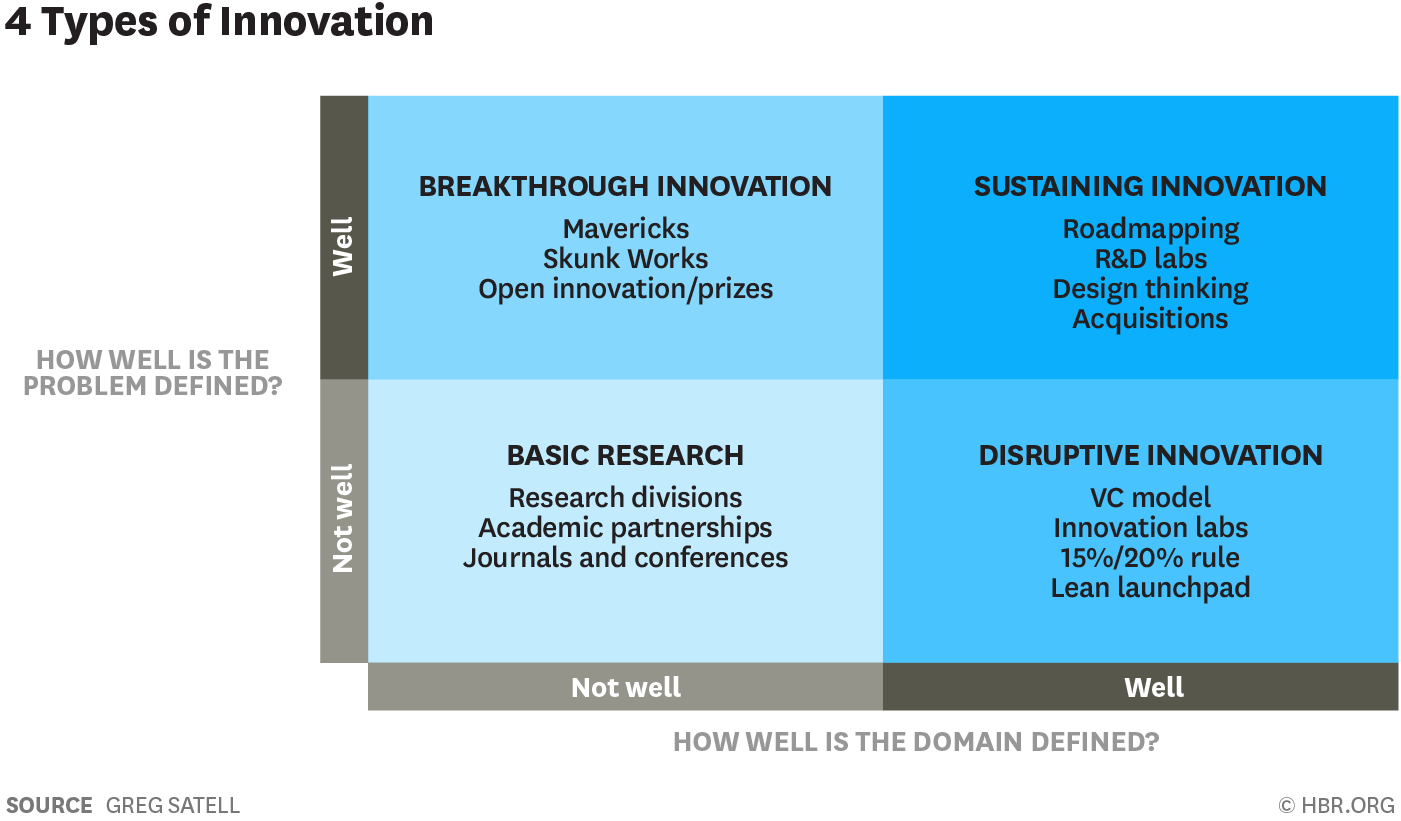 4 Types of Innovation
HOW WELL IS THE
PROBLEM DEFINED?
Well
Not well
BREAKTHROUGH INNOVATION
Mavericks
Skunk Works
Open innovation/prizes
SUSTAINING INNOVATION
Roadmapping
R&D labs
Design thinking
Acquisitions
BASIC RESEARCH
Research divisions
Academic partnerships
Journals and conferences
DISRUPTIVE INNOVATION
VC model
Innovation labs
15%/20% rule
Lean launchpad
Not well
Well
HOW WELL IS THE DOMAIN DEFINED?
SOURCE GREG SATELL
© HBR.ORG